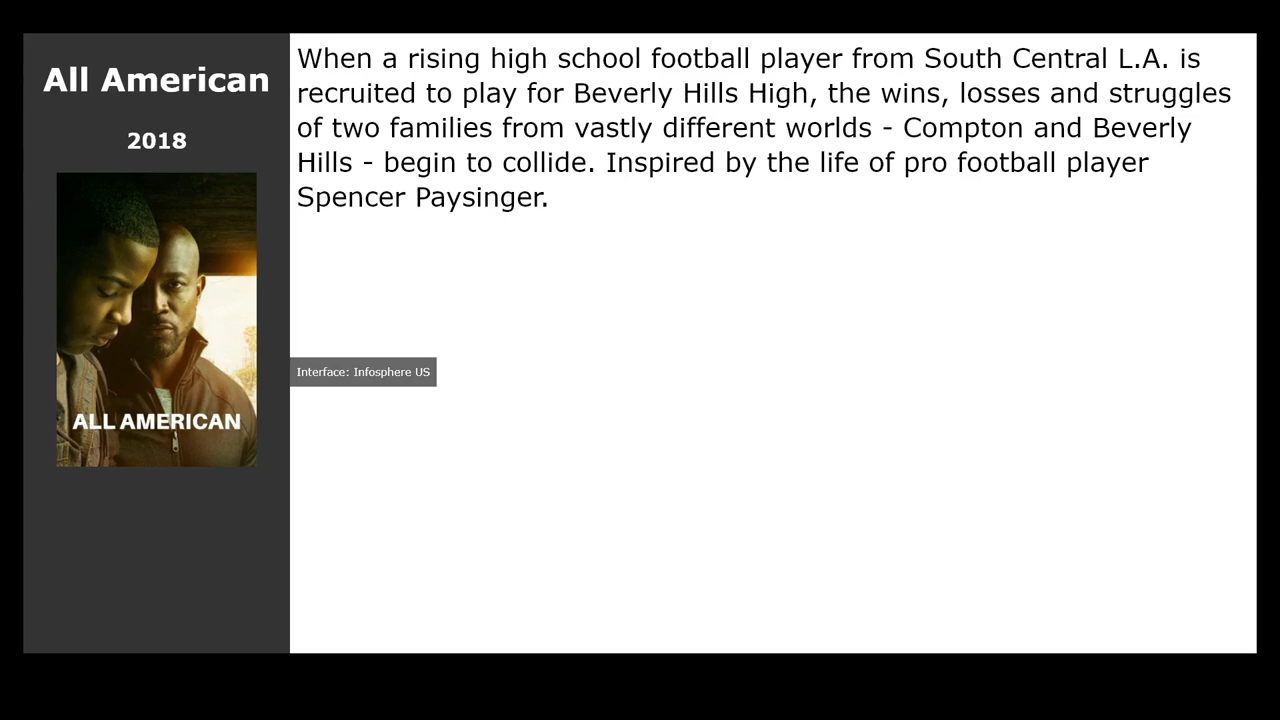 All American
2018
ALL AMERICAN
When a rising high school football player from South Central L.A. is
recruited to play for Beverly Hills High, the wins, losses and struggles
of two families from vastly different worlds - Compton and Beverly
Hills - begin to collide. Inspired by the life of pro football player
Spencer Paysinger.
Interface: Infosphere US